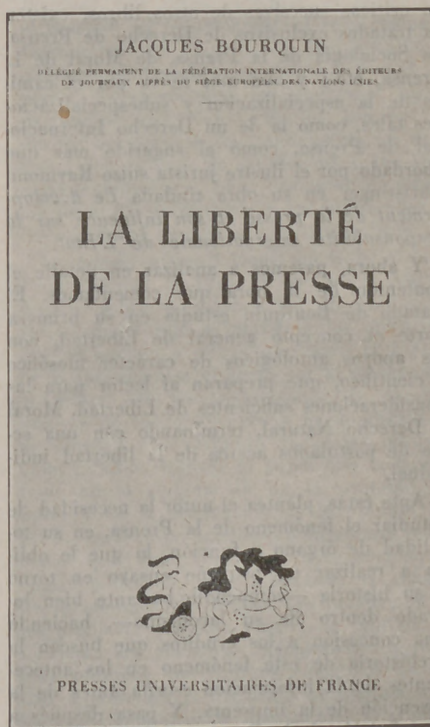 JACQUES BOURQUIN
DÉLÉGUÉ PERMANENT DE LA FÉDÉRATION INTERNATIONALE DES ÉDITEURS
DE JOURNAUX AUPRÈS DU SIÈGE EUROPÉEN DES NATIONS UNIES
LA LIBERTÉ
DE LA PRESSE
PRESSES UNIVERSITAIRES DE FRANCE